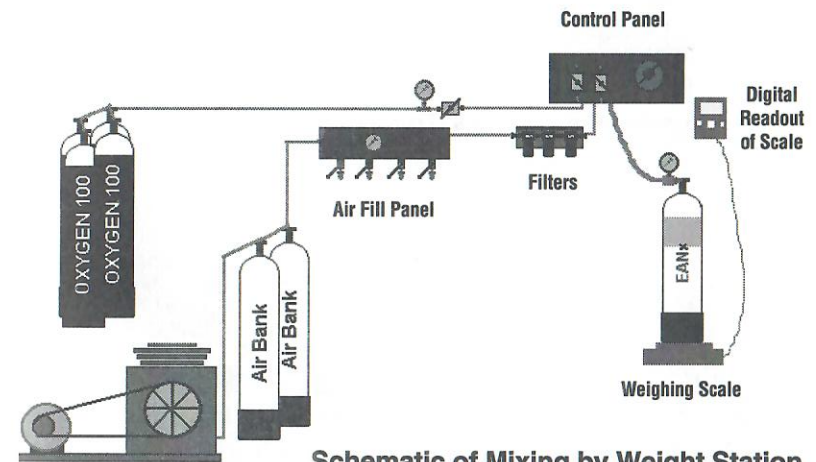 Control Panel
Digital
Readout
of Scale
OXYGEN 100
OXYGEN 100
Filters
Air Fill Panel
EANx
Air Bank
Air Bank
Weighing Scale
Schematic of Mixing by Weight Station